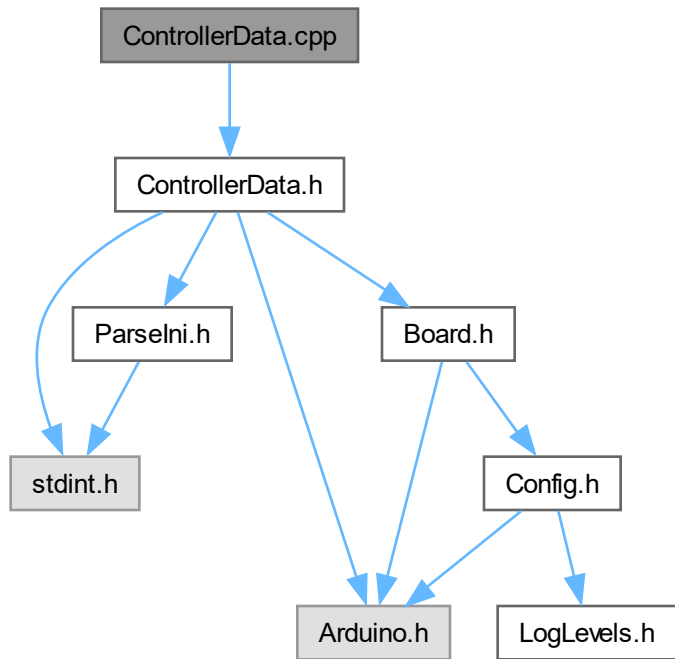 ControllerData.cpp
ControllerData.h
ParseIni.h
Board.h
stdint.h
Config.h
Arduino.h
LogLevels.h